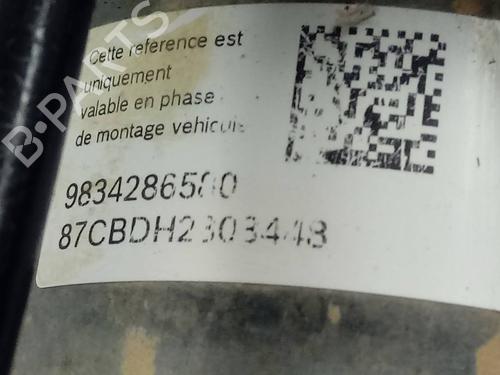 Cette reference est
uniquement
valable en phase
de montage vehicule
9834286580
87CBDH2303448
B-PARTS